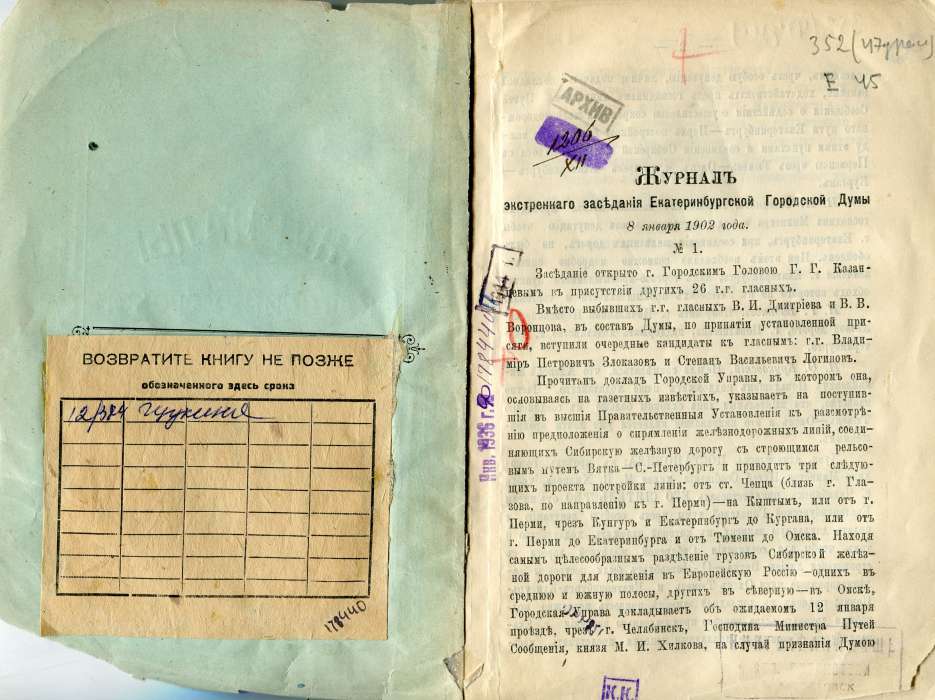 ВОЗВРАТИТЕ КНИГУ НЕ ПОЗЖЕ
обозначенного здесь срока
178440
352
Е 45
АРХИВ
1206
XII
ЖУРНАЛЪ
экстреннаго засѣданія Екатеринбургской Городской Думы
8 января 1902 года.
№ 1.
Засѣданіе открыто г. Городскимъ Головою Г. Г. Казан-
цевымъ въ присутствіи другихъ 26 г.г. гласныхъ.
Вмѣсто выбывшихъ г.г. гласныхъ В. И. Дмитріева и В. В.
Воронцова, въ составъ Думы, по принятіи установленной при-
сяги, вступили очередные кандидаты къ гласнымъ: г.г. Влади-
міръ Петровичъ Злоказовъ и Степанъ Васильевичъ Логиновъ.
Прочитанъ докладъ Городской Управы, въ которомъ она,
основываясь на газетныхъ извѣстіяхъ, указываетъ на поступив-
шія въ высшія Правительственныя Установленія къ разсмотрѣ-
нію предположенія о спрямленіи желѣзнодорожныхъ линій, соеди-
няющихъ Сибирскую желѣзную дорогу съ строющимся рельсо-
вымъ путемъ Вятка—С.-Петербургъ и приводитъ три слѣдую-
щихъ проекта постройки линіи: отъ ст. Чепца (близь г. Гла-
зова, по направленію къ г. Перми)—на Кыштымъ, или отъ г.
Перми, чрезъ Кунгуръ и Екатеринбургъ до Кургана, или отъ
г. Перми до Екатеринбурга и отъ Тюмени до Омска. Находя
самымъ цѣлесообразнымъ раздѣленіе грузовъ Сибирской желѣз-
ной дороги для движенія въ Европейскую Россію—однихъ въ
среднюю и южную полосы, другихъ въ сѣверную—въ Омскѣ,
Городская Управа докладываетъ объ ожидаемомъ 12 января
проѣздѣ, чрезъ г. Челябинскъ, Господина Министра Путей
Сообщенія, князя М. И. Хилкова, на случай признанія Думою
178440
Инв. 1936 г.
К.К.